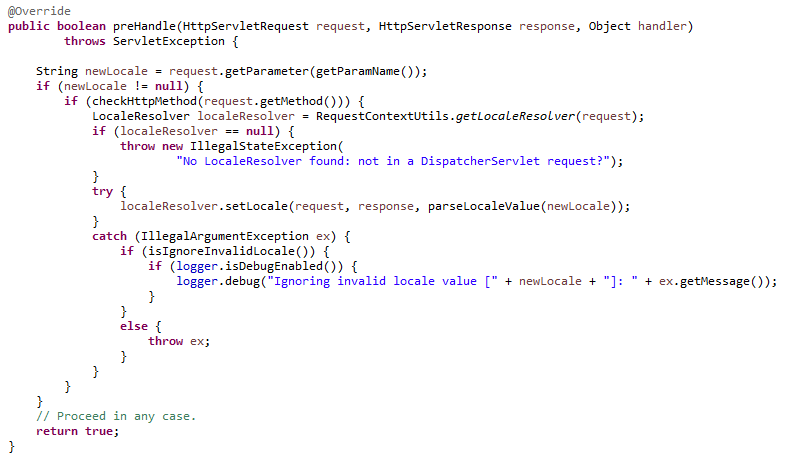 @Override
public boolean preHandle(HttpServletRequest request, HttpServletResponse response, Object handler)
        throws ServletException {

    String newLocale = request.getParameter(getParamName());
    if (newLocale != null) {
        if (checkHttpMethod(request.getMethod())) {
            LocaleResolver localeResolver = RequestContextUtils.getLocaleResolver(request);
            if (localeResolver == null) {
                throw new IllegalStateException(
                        "No LocaleResolver found: not in a DispatcherServlet request?");
            }
            try {
                localeResolver.setLocale(request, response, parseLocaleValue(newLocale));
            }
            catch (IllegalArgumentException ex) {
                if (isIgnoreInvalidLocale()) {
                    if (logger.isDebugEnabled()) {
                        logger.debug("Ignoring invalid locale value [" + newLocale + "]: " + ex.getMessage());
                    }
                }
                else {
                    throw ex;
                }
            }
        }
    }
    // Proceed in any case.
    return true;
}